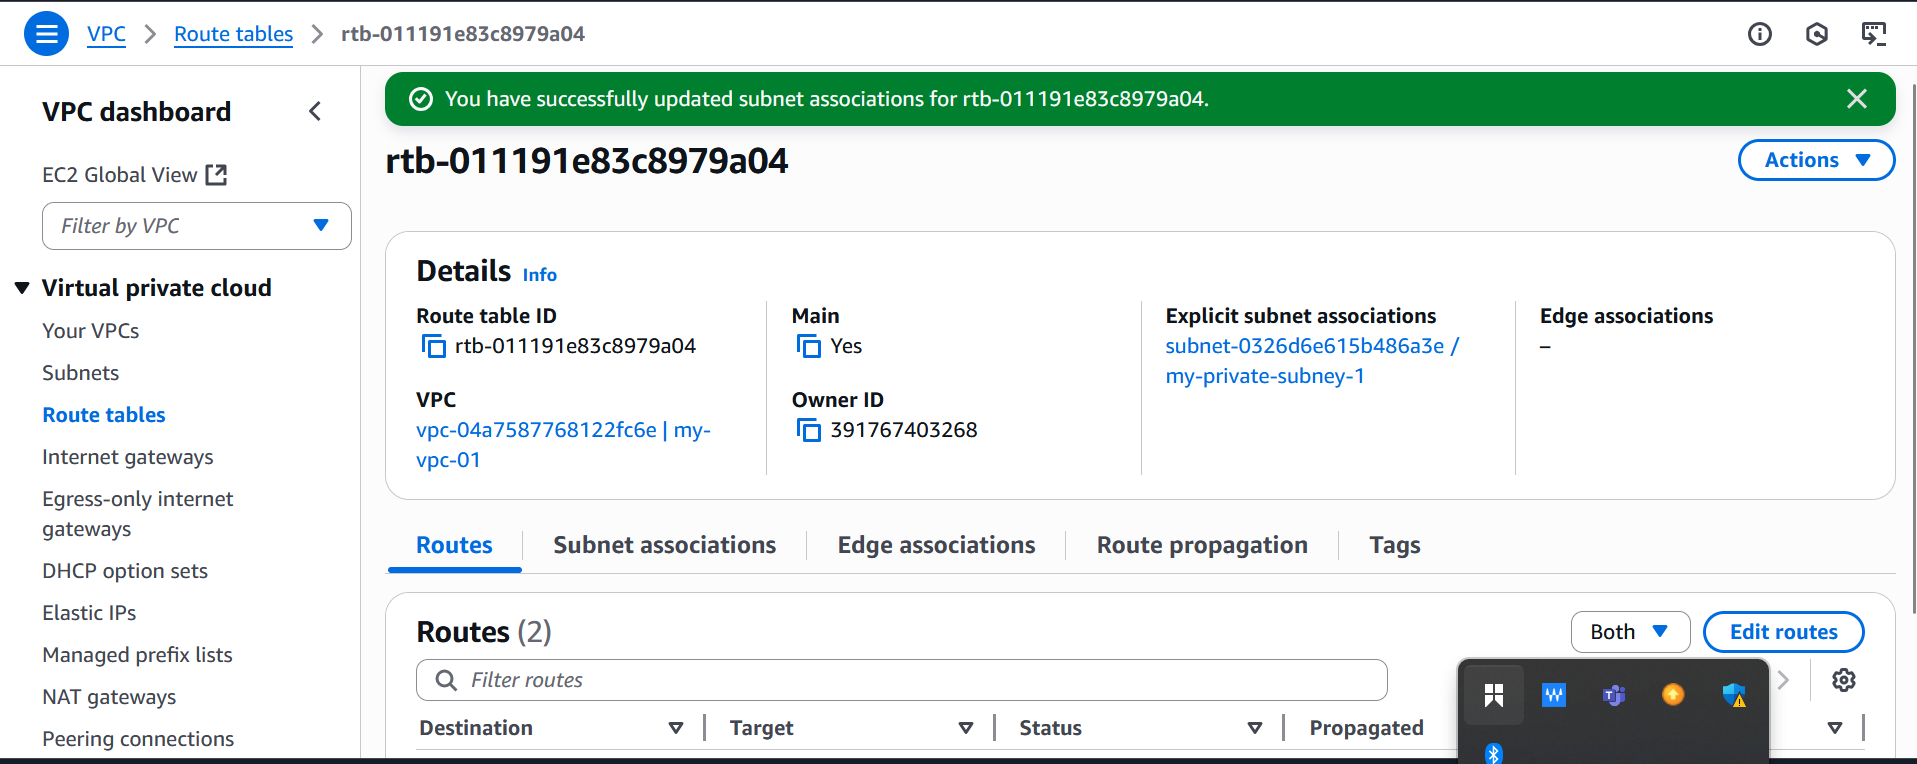 VPC
Route tables
rtb-011191e83c8979a04
VPC dashboard
EC2 Global View
Filter by VPC
Virtual private cloud
Your VPCs
Subnets
Route tables
Internet gateways
Egress-only internet
gateways
DHCP option sets
Elastic IPs
Managed prefix lists
NAT gateways
Peering connections
You have successfully updated subnet associations for rtb-011191e83c8979a04.
rtb-011191e83c8979a04
Actions
Details Info
Route table ID
rtb-011191e83c8979a04
VPC
vpc-04a7587768122fc6e | my-
vpc-01
Main
Yes
Owner ID
391767403268
Explicit subnet associations
subnet-0326d6e615b486a3e /
my-private-subney-1
Edge associations
–
Routes
Subnet associations
Edge associations
Route propagation
Tags
Routes (2)
Both
Edit routes
Filter routes
Destination
Target
Status
Propagated